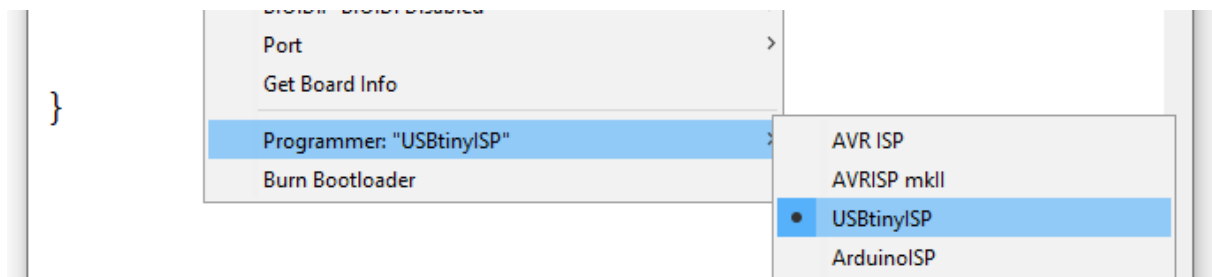 Port
Get Board Info
}
Programmer: "USBtinyISP"
Burn Bootloader
AVR ISP
AVRISP mkII
USBtinyISP
ArduinoISP